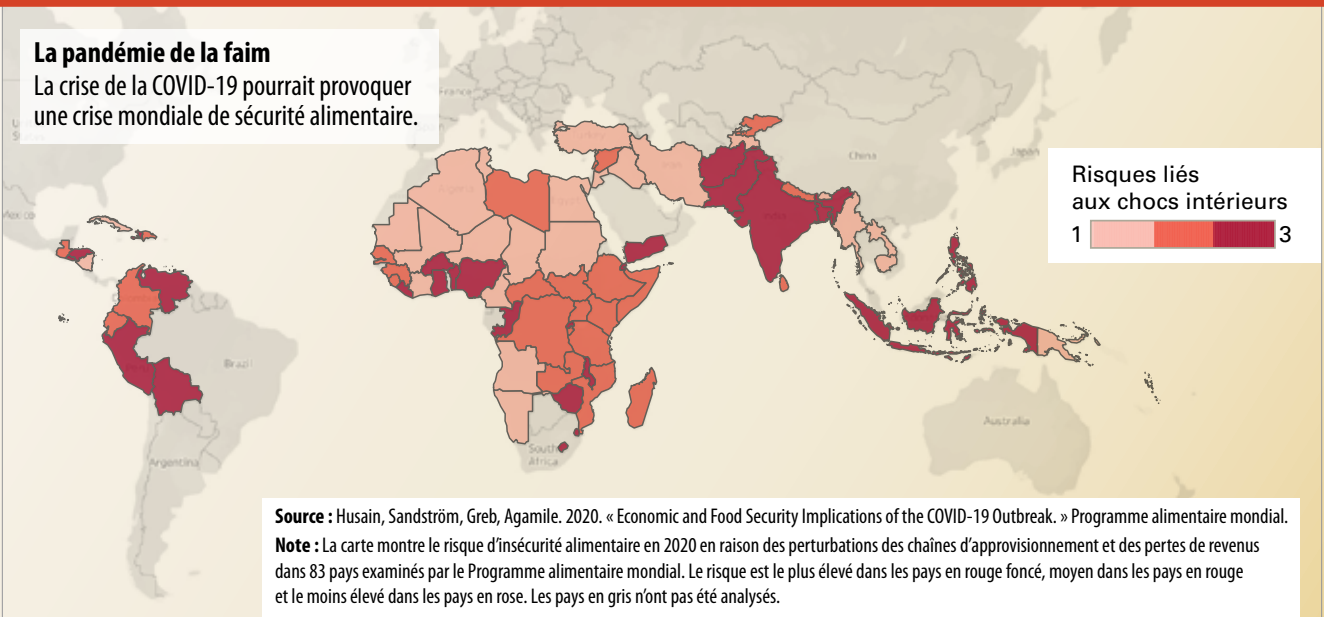 La pandémie de la faim
La crise de la COVID-19 pourrait provoquer
une crise mondiale de sécurité alimentaire.
France
Turkey
Iran
China
Japan
Algeria
Egypt
India
Mexico
Colombia
Brazil
Argentina
South
Africa
Australia
Risques liés
aux chocs intérieurs
1 3
Source : Husain, Sandström, Greb, Agamile. 2020. « Economic and Food Security Implications of the COVID-19 Outbreak. » Programme alimentaire mondial.
Note : La carte montre le risque d'insécurité alimentaire en 2020 en raison des perturbations des chaînes d'approvisionnement et des pertes de revenus
dans 83 pays examinés par le Programme alimentaire mondial. Le risque est le plus élevé dans les pays en rouge foncé, moyen dans les pays en rouge
et le moins élevé dans les pays en rose. Les pays en gris n'ont pas été analysés.